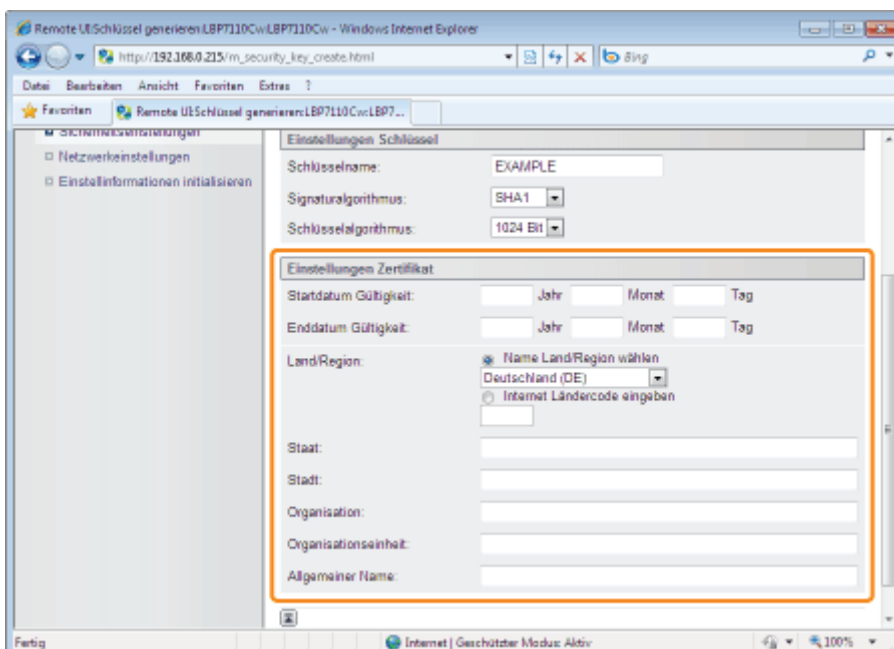 Remote UI:Schlüssel generieren:LBP7110Cw:LBP7110Cw - Windows Internet Explorer
http://192.168.0.215/m_security_key_create.html
Bing
Datei Bearbeiten Ansicht Favoriten Extras ?
Favoriten Remote UI:Schlüssel generieren:LBP7110Cw:LBP7...
Sicherheitseinstellungen
Netzwerkeinstellungen
Einstellinformationen initialisieren
Einstellungen Schlüssel
Schlüsselname: EXAMPLE
Signaturalgorithmus: SHA1
Schlüsselalgorithmus: 1024 Bit
Einstellungen Zertifikat
Startdatum Gültigkeit: Jahr Monat Tag
Enddatum Gültigkeit: Jahr Monat Tag
Land/Region: Name Land/Region wählen
Deutschland (DE)
Internet Ländercode eingeben
Staat:
Stadt:
Organisation:
Organisationseinheit:
Allgemeiner Name:
Fertig Internet | Geschützter Modus: Aktiv 100%